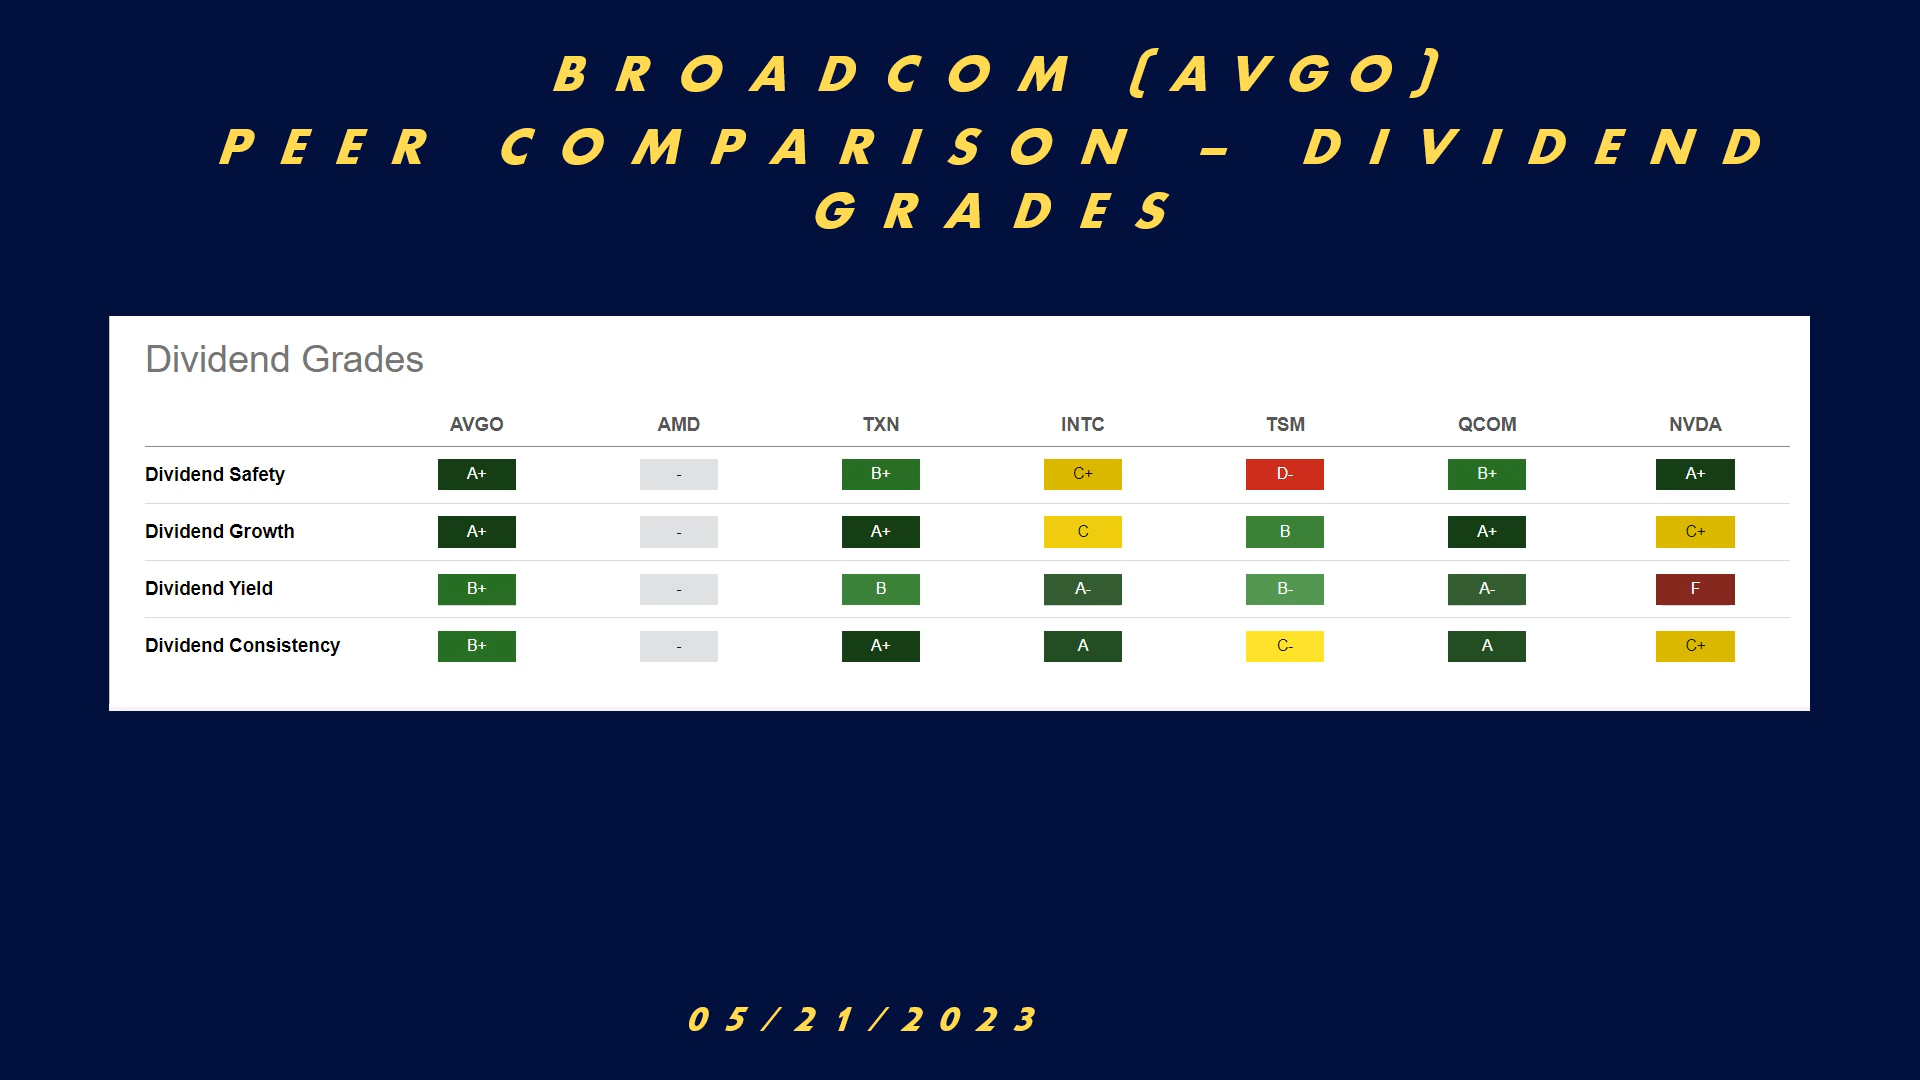 BROADCOM (AVGO)
PEER COMPARISON – DIVIDEND
GRADES
Dividend Grades
AVGO AMD TXN INTC TSM QCOM NVDA
Dividend Safety A+ - B+ C+ D- B+ A+
Dividend Growth A+ - A+ C B A+ C+
Dividend Yield B+ - B A- B- A- F
Dividend Consistency B+ - A+ A C- A C+
05/21/2023